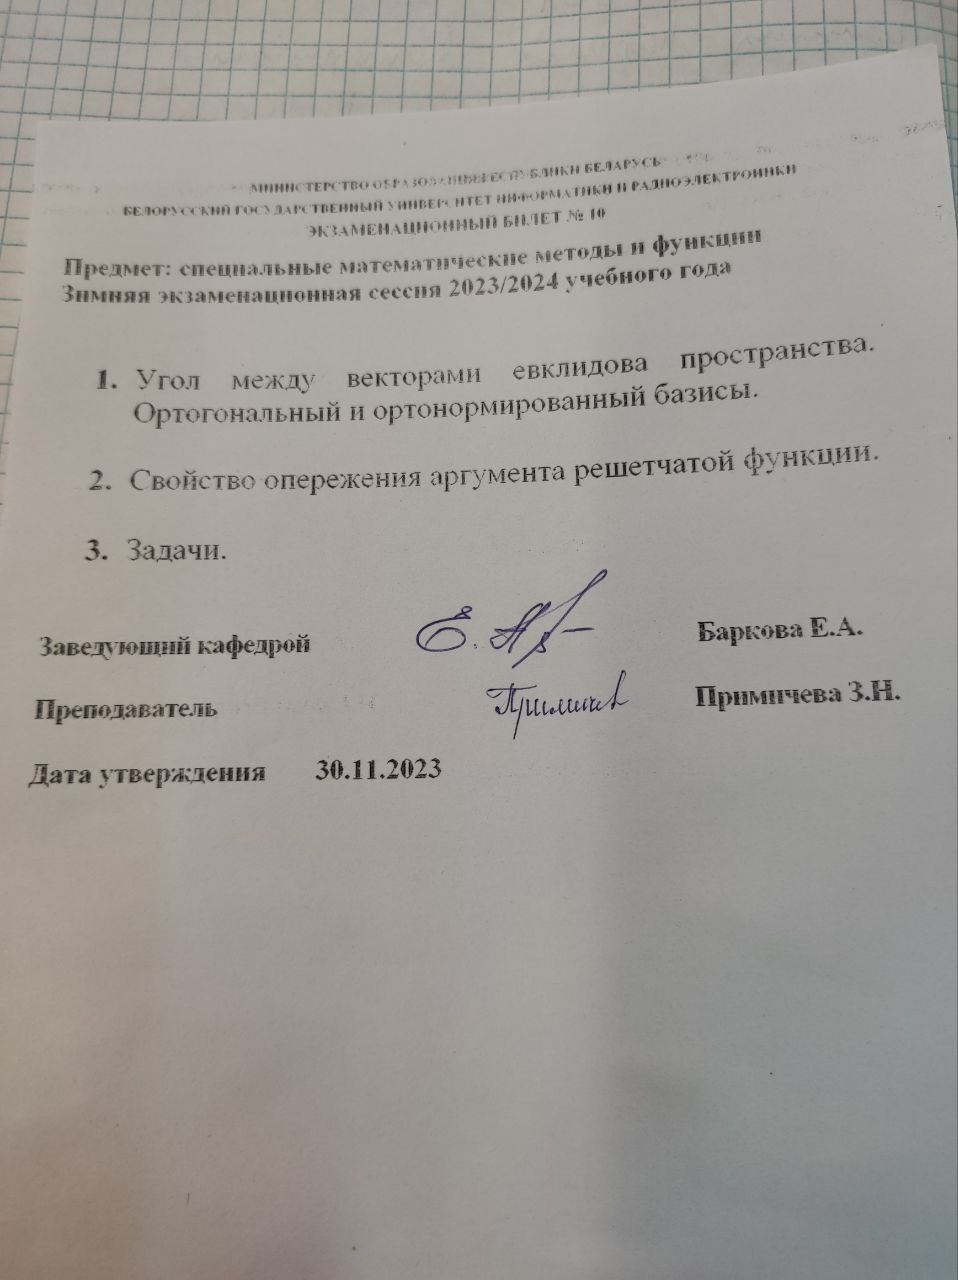 МИНИСТЕРСТВО ОБРАЗОВАНИЯ РЕСПУБЛИКИ БЕЛАРУСЬ
БЕЛОРУССКИЙ ГОСУДАРСТВЕННЫЙ УНИВЕРСИТЕТ ИНФОРМАТИКИ И РАДИОЭЛЕКТРОНИКИ
ЭКЗАМЕНАЦИОННЫЙ БИЛЕТ № 10
Предмет: специальные математические методы и функции
Зимняя экзаменационная сессия 2023/2024 учебного года
1. Угол между векторами евклидова пространства.
Ортогональный и ортонормированный базисы.
2. Свойство опережения аргумента решетчатой функции.
3. Задачи.
Заведующий кафедрой Баркова Е.А.
Преподаватель Примичева З.Н.
Дата утверждения 30.11.2023